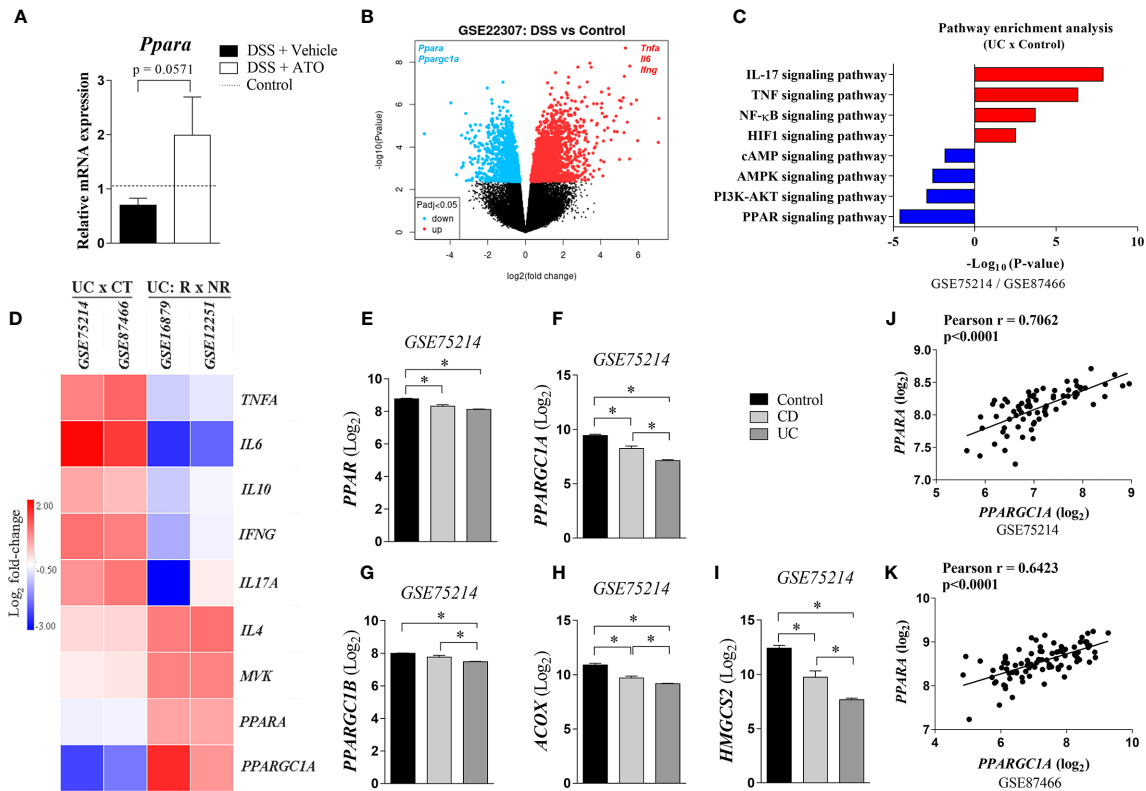 A
Ppara
p = 0.0571
DSS + Vehicle
DSS + ATO
Control
Relative mRNA expression
3
2
1
0
B
GSE22307: DSS vs Control
Ppara
Ppargc1a
Tnfa
Il6
Ifng
-log10(Pvalue)
8
6
4
2
0
Padj<0.05
down
up
-4
-2
0
2
4
6
log2(fold change)
C
Pathway enrichment analysis
(UC x Control)
IL-17 signaling pathway
TNF signaling pathway
NF-κB signaling pathway
HIF1 signaling pathway
cAMP signaling pathway
AMPK signaling pathway
PI3K-AKT signaling pathway
PPAR signaling pathway
-5
0
5
10
-Log10 (P-value)
GSE75214 / GSE87466
D
UC x CT
UC: R x NR
GSE75214
GSE87466
GSE16879
GSE12251
TNFA
IL6
IL10
IFNG
IL17A
IL4
MVK
PPARA
PPARGC1A
Log2 fold-change
2.00
-0.50
-3.00
E
GSE75214
*
*
PPAR (Log2)
10
8
6
4
2
0
F
GSE75214
*
*
*
PPARGC1A (Log2)
15
10
5
0
Control
CD
UC
G
GSE75214
*
*
PPARGC1B (Log2)
10
8
6
4
2
0
H
GSE75214
*
*
*
ACOX (Log2)
15
10
5
0
I
GSE75214
*
*
*
HMGCS2 (Log2)
15
10
5
0
J
Pearson r = 0.7062
p<0.0001
PPARA (log2)
9.0
8.5
8.0
7.5
7.0
5
6
7
8
9
PPARGC1A (log2)
GSE75214
K
Pearson r = 0.6423
p<0.0001
PPARA (log2)
10
9
8
7
4
6
8
10
PPARGC1A (log2)
GSE87466